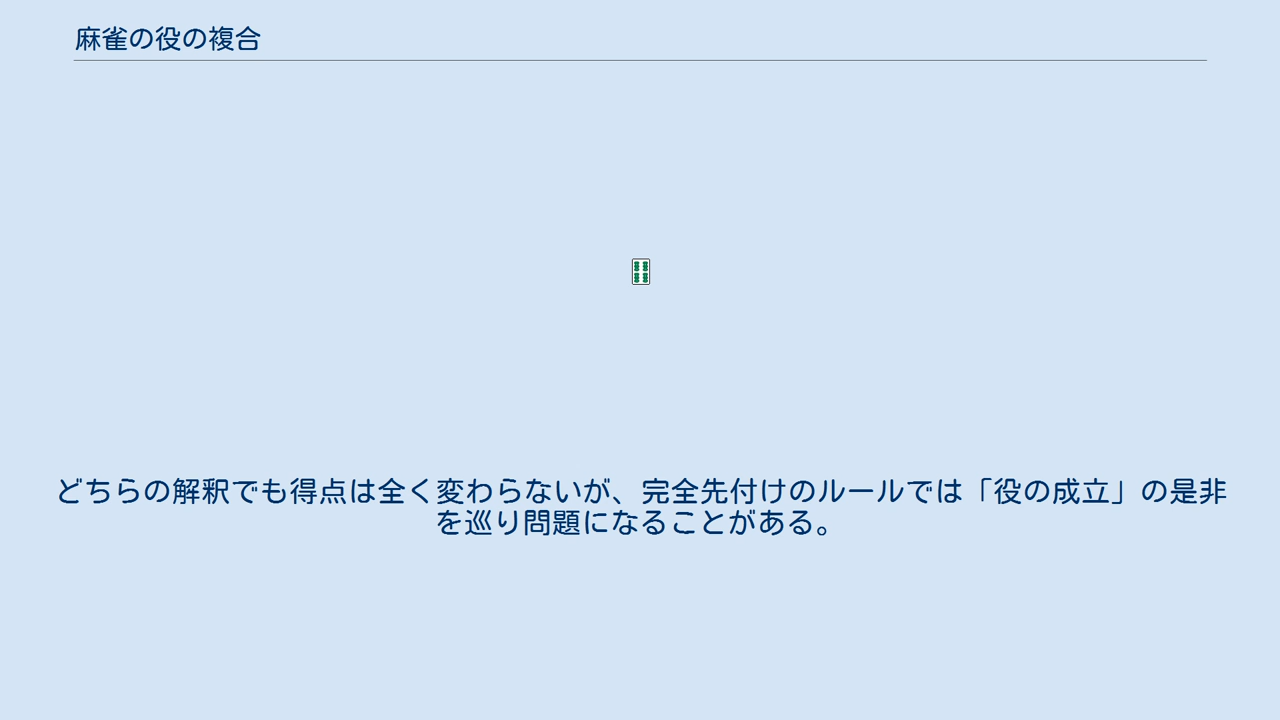 麻雀の役の複合
どちらの解釈でも得点は全く変わらないが、完全先付けのルールでは「役の成立」の是非
を巡り問題になることがある。